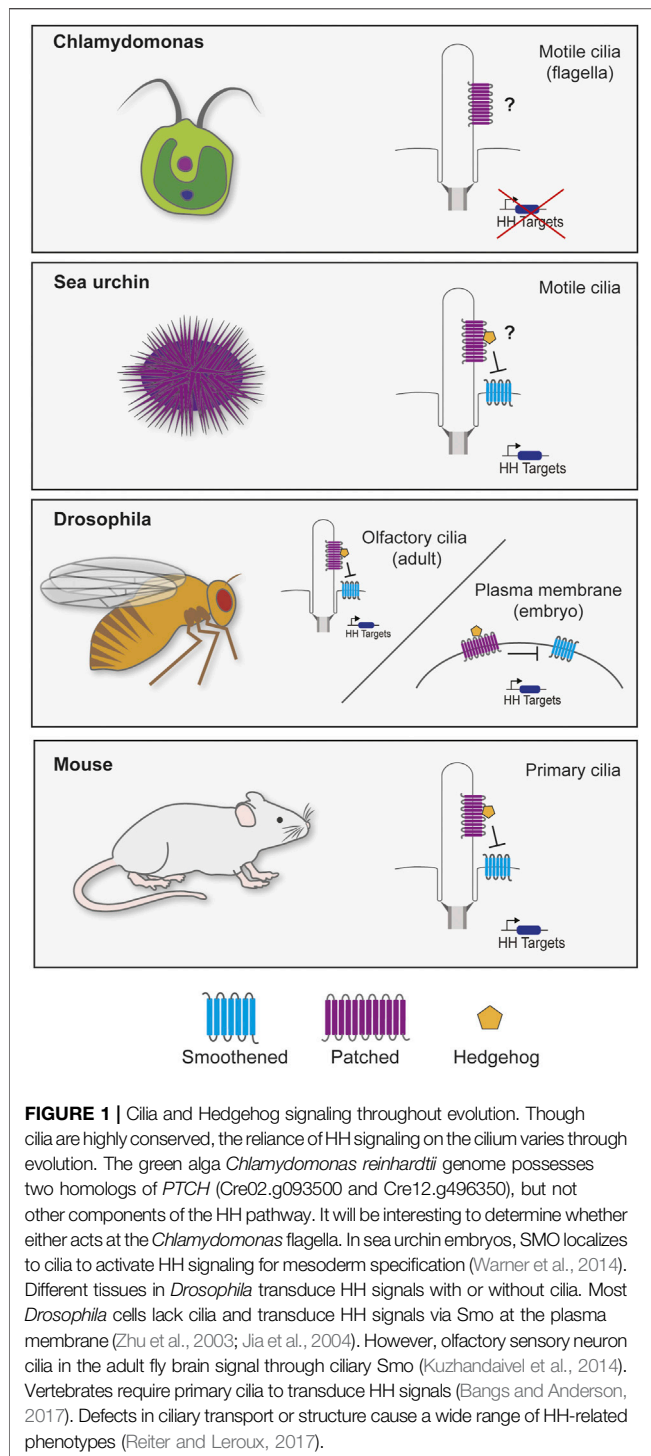 Chlamydomonas
Motile cilia
(flagella)
?
HH Targets
Sea urchin
Motile cilia
?
HH Targets
Drosophila
Olfactory cilia
(adult)
HH Targets
Plasma membrane
(embryo)
HH Targets
Mouse
Primary cilia
HH Targets
Smoothened Patched Hedgehog
FIGURE 1 | Cilia and Hedgehog signaling throughout evolution. Though
cilia are highly conserved, the reliance of HH signaling on the cilium varies through
evolution. The green alga Chlamydomonas reinhardtii genome possesses
two homologs of PTCH (Cre02.g093500 and Cre12.g496350), but not
other components of the HH pathway. It will be interesting to determine whether
either acts at the Chlamydomonas flagella. In sea urchin embryos, SMO localizes
to cilia to activate HH signaling for mesoderm specification (Warner et al., 2014).
Different tissues in Drosophila transduce HH signals with or without cilia. Most
Drosophila cells lack cilia and transduce HH signals via Smo at the plasma
membrane (Zhu et al., 2003; Jia et al., 2004). However, olfactory sensory neuron
cilia in the adult fly brain signal through ciliary Smo (Kuzhandaivel et al., 2014).
Vertebrates require primary cilia to transduce HH signals (Bangs and Anderson,
2017). Defects in ciliary transport or structure cause a wide range of HH-related
phenotypes (Reiter and Leroux, 2017).